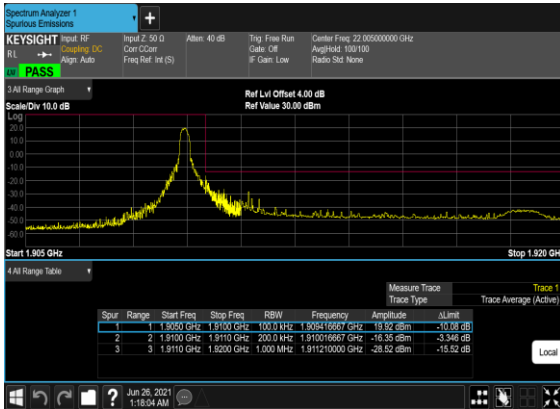 Spectrum Analyzer 1
Spurious Emissions
+
KEYSIGHT
RL
PASS
Input: RF
Coupling: DC
Align: Auto
Input Z: 50 Ω
Corr CCorr
Freq Ref: Int (S)
Atten: 40 dB
Trig: Free Run
Gate: Off
IF Gain: Low
Center Freq: 22.005000000 GHz
Avg|Hold: 100/100
Radio Std: None
3 All Range Graph
Scale/Div 10.0 dB
Ref Lvl Offset 4.00 dB
Ref Value 30.00 dBm
Log
20.0
10.0
0.00
-10.0
-20.0
-30.0
-40.0
-50.0
-60.0
Start 1.905 GHz
Stop 1.920 GH
4 All Range Table
Measure Trace Trace 1
Trace Type Trace Average (Active)
Spur Range Start Freq Stop Freq RBW Frequency Amplitude ΔLimit
1 1 1.9050 GHz 1.9100 GHz 100.0 kHz 1.909416667 GHz 19.92 dBm -10.08 dB
2 2 1.9100 GHz 1.9110 GHz 200.0 kHz 1.910016667 GHz -16.35 dBm -3.346 dB
3 3 1.9110 GHz 1.9200 GHz 1.000 MHz 1.911210000 GHz -28.52 dBm -15.52 dB
Local
?
Jun 26, 2021
1:18:04 AM